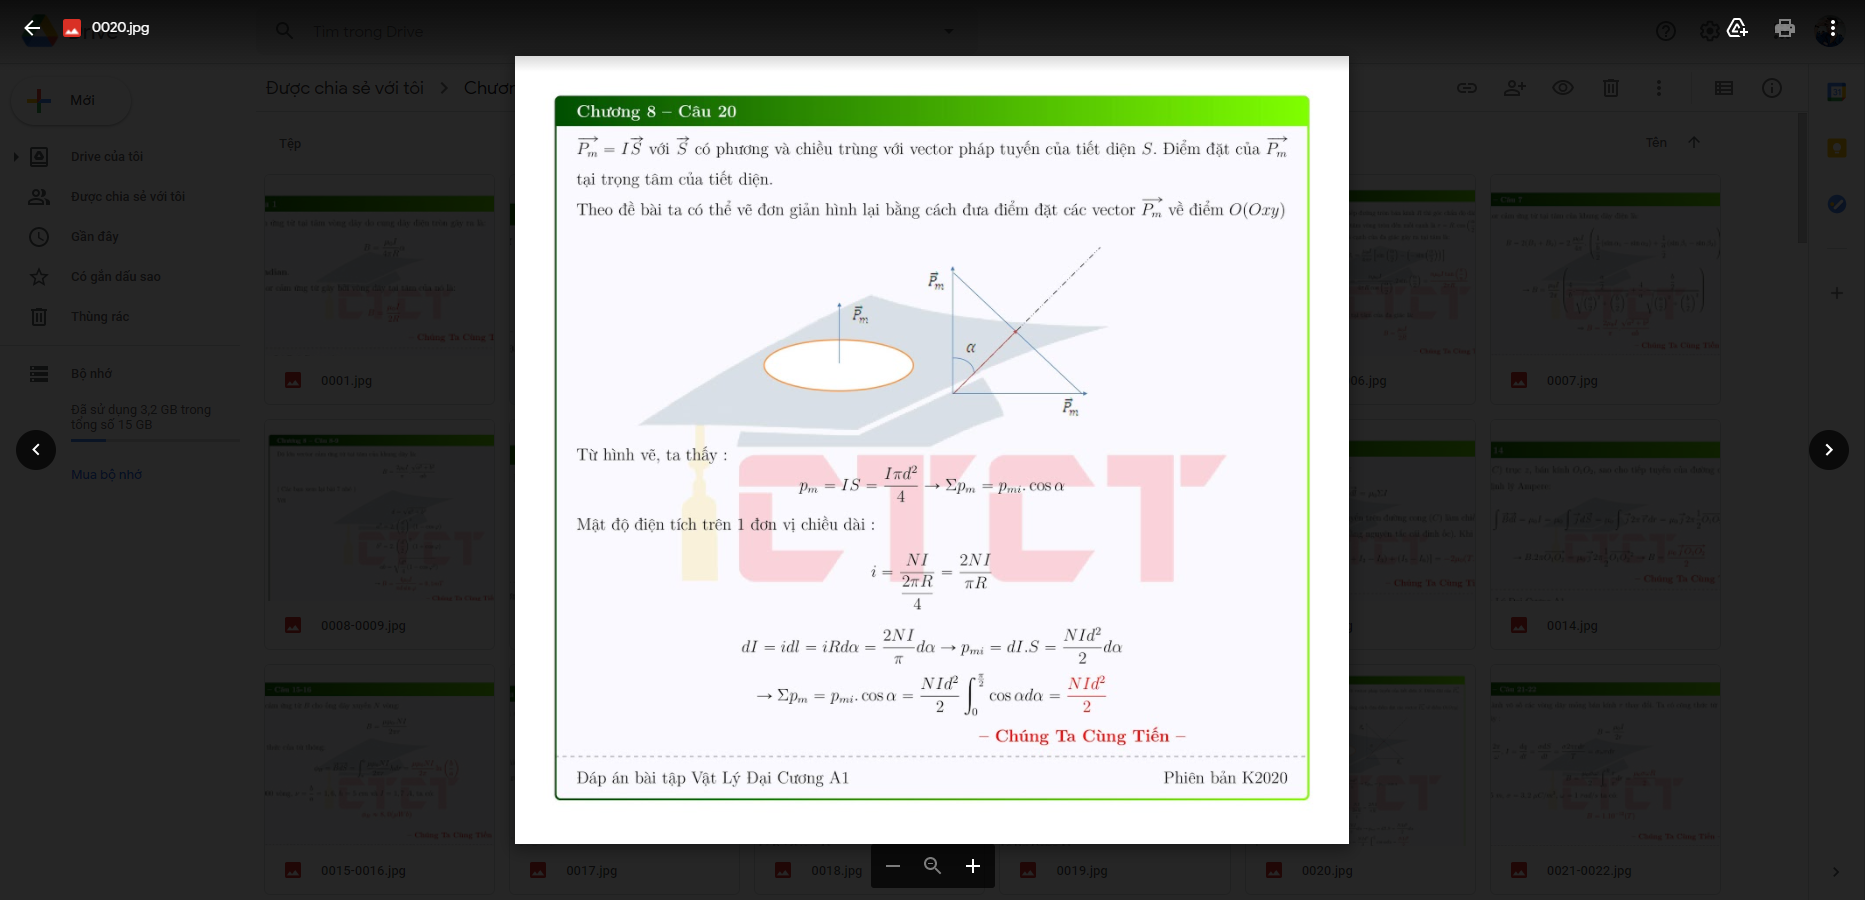 0020.jpg
Tìm trong Drive
Mới
Được chia sẻ với tôi
Tệp
Tên
Drive của tôi
Được chia sẻ với tôi
Gần đây
Có gắn dấu sao
Thùng rác
Bộ nhớ
Đã sử dụng 3,2 GB trong
tổng số 15 GB
Mua bộ nhớ
Chương 8 – Câu 20
$\overrightarrow{P_m} = I\overrightarrow{S}$ với $\overrightarrow{S}$ có phương và chiều trùng với vector pháp tuyến của tiết diện S. Điểm đặt của $\overrightarrow{P_m}$
tại trọng tâm của tiết diện.
Theo đề bài ta có thể vẽ đơn giản hình lại bằng cách đưa điểm đặt các vector $\overrightarrow{P_m}$ về điểm O(Oxy)
$\vec{P}_m$
$\vec{P}_m$
α
$\vec{P}_m$
Từ hình vẽ, ta thấy :
$p_m = IS = \frac{I\pi d^2}{4} \rightarrow \Sigma p_m = p_{mi}.\cos\alpha$
Mật độ điện tích trên 1 đơn vị chiều dài :
$i = \frac{NI}{\frac{2\pi R}{4}} = \frac{2NI}{\pi R}$
$dI = idl = iRd\alpha = \frac{2NI}{\pi}d\alpha \rightarrow p_{mi} = dI.S = \frac{NId^2}{2}d\alpha$
$\rightarrow \Sigma p_m = p_{mi}.\cos\alpha = \frac{NId^2}{2}\int_0^{\frac{\pi}{2}} \cos\alpha d\alpha = \frac{NId^2}{2}$
– Chúng Ta Cùng Tiến –
Đáp án bài tập Vật Lý Đại Cương A1
Phiên bản K2020
CTCT
0001.jpg
06.jpg
0007.jpg
0008-0009.jpg
0014.jpg
0015-0016.jpg
0017.jpg
0018.jpg
0019.jpg
0020.jpg
0021-0022.jpg